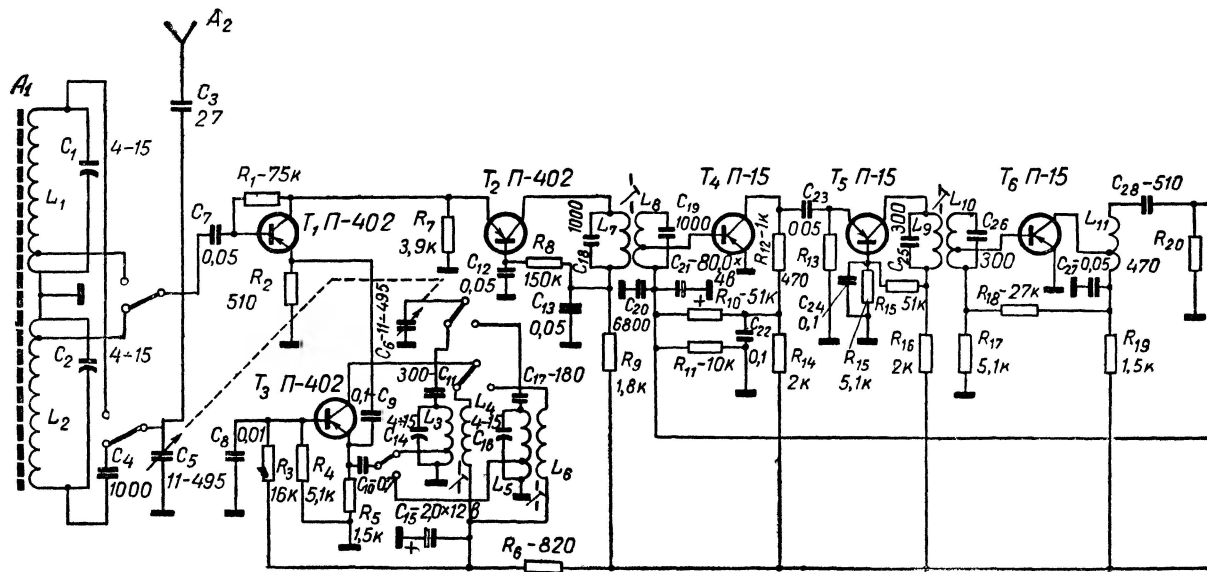 A₂
A₁
C₃
27
C₁
4-15
L₁
R₁-75к
C₇
0,05
T₁ П-402
R₂
510
C₂
4-15
L₂
C₄
1000
C₅
11-495
R₇
3,9к
T₂ П-402
R₈
150к
C₁₂
0,05
C₁₃
0,05
C₆-11-495
T₃ П-402
C₈
0,01
R₃
16к
R₄
5,1к
0,1-C₉
R₅
1,5к
300-C₁₁
4-15
C₁₄
L₃
L₄
C₁₇-180
4-15
C₁₆
L₅
L₆
C₁₅-2,0×12в
+
R₆-820
1000
C₁₈
L₇
L₈
C₁₉
1000
C₂₀
6800
R₉
1,8к
T₄ П-15
C₂₁-80,0×
4в
+
R₁₀-51к
R₁₁-10к
C₂₂
0,1
R₁₂-1к
470
R₁₄
2к
C₂₃
005
R₁₃
T₅ П-15
C₂₄
0,1
R₁₅
51к
R₁₅
5,1к
300
C₂₅
L₉
R₁₆
2к
L₁₀
C₂₆
300
T₆ П-15
R₁₇
5,1к
R₁₈-27к
C₂₇-0,05
L₁₁
470
C₂₈-510
R₁₉
1,5к
R₂₀